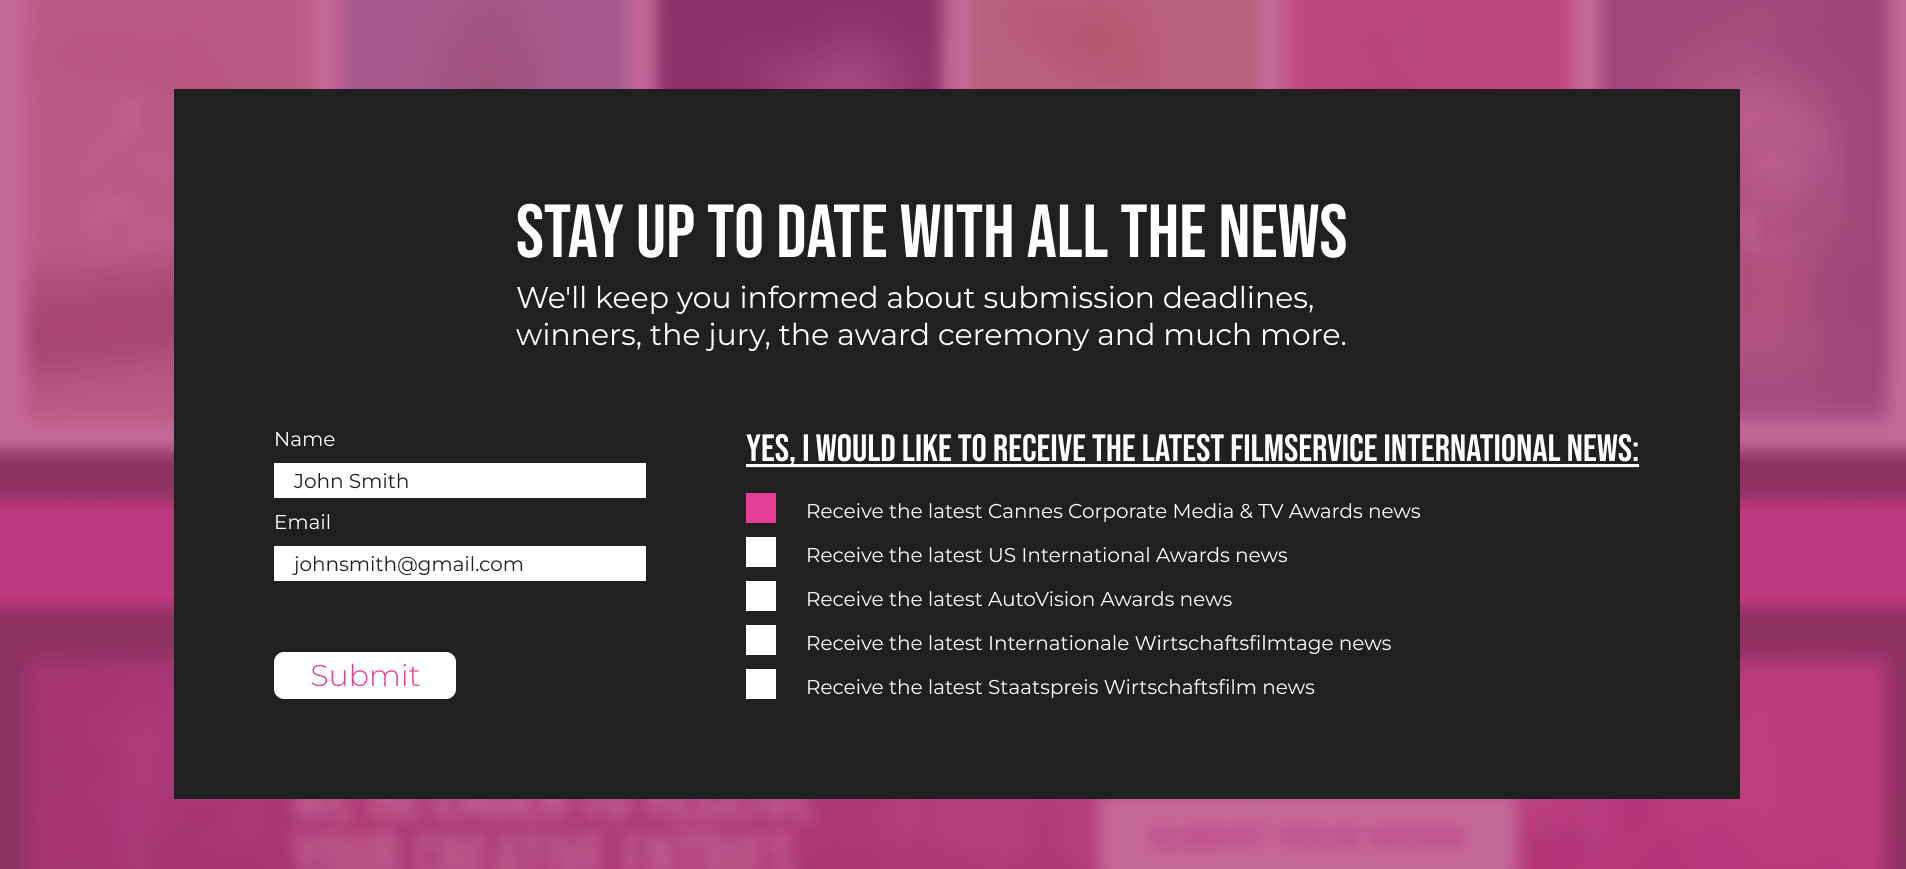 STAY UP TO DATE WITH ALL THE NEWS
We'll keep you informed about submission deadlines,
winners, the jury, the award ceremony and much more.
Name
John Smith
Email
johnsmith@gmail.com
Submit
YES, I WOULD LIKE TO RECEIVE THE LATEST FILMSERVICE INTERNATIONAL NEWS:
Receive the latest Cannes Corporate Media & TV Awards news
Receive the latest US International Awards news
Receive the latest AutoVision Awards news
Receive the latest Internationale Wirtschaftsfilmtage news
Receive the latest Staatspreis Wirtschaftsfilm news
YOUR CREATIVE ENTRIES